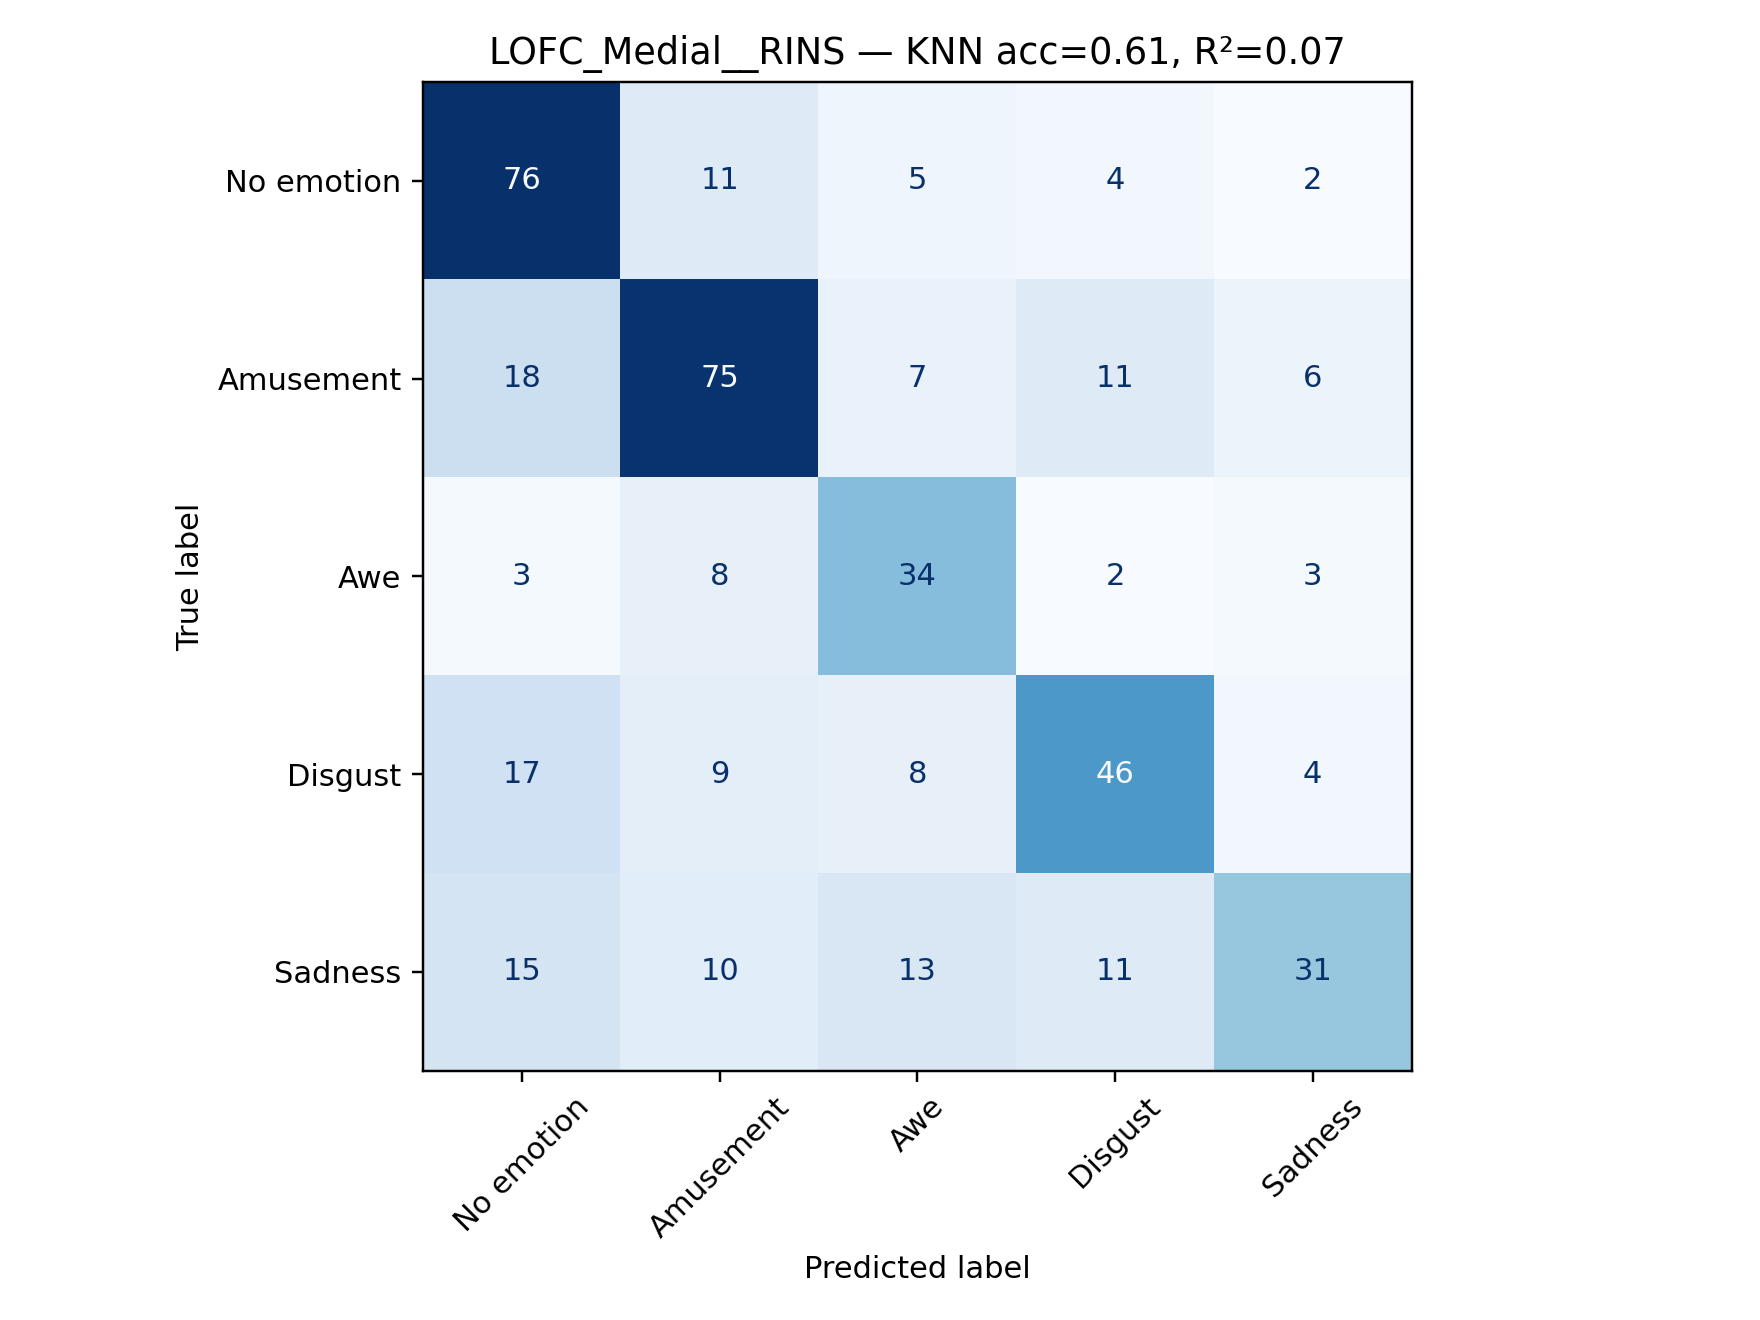 LOFC_Medial__RINS — KNN acc=0.61, R²=0.07
True label
No emotion 76 11 5 4 2
Amusement 18 75 7 11 6
Awe 3 8 34 2 3
Disgust 17 9 8 46 4
Sadness 15 10 13 11 31
No emotion Amusement Awe Disgust Sadness
Predicted label